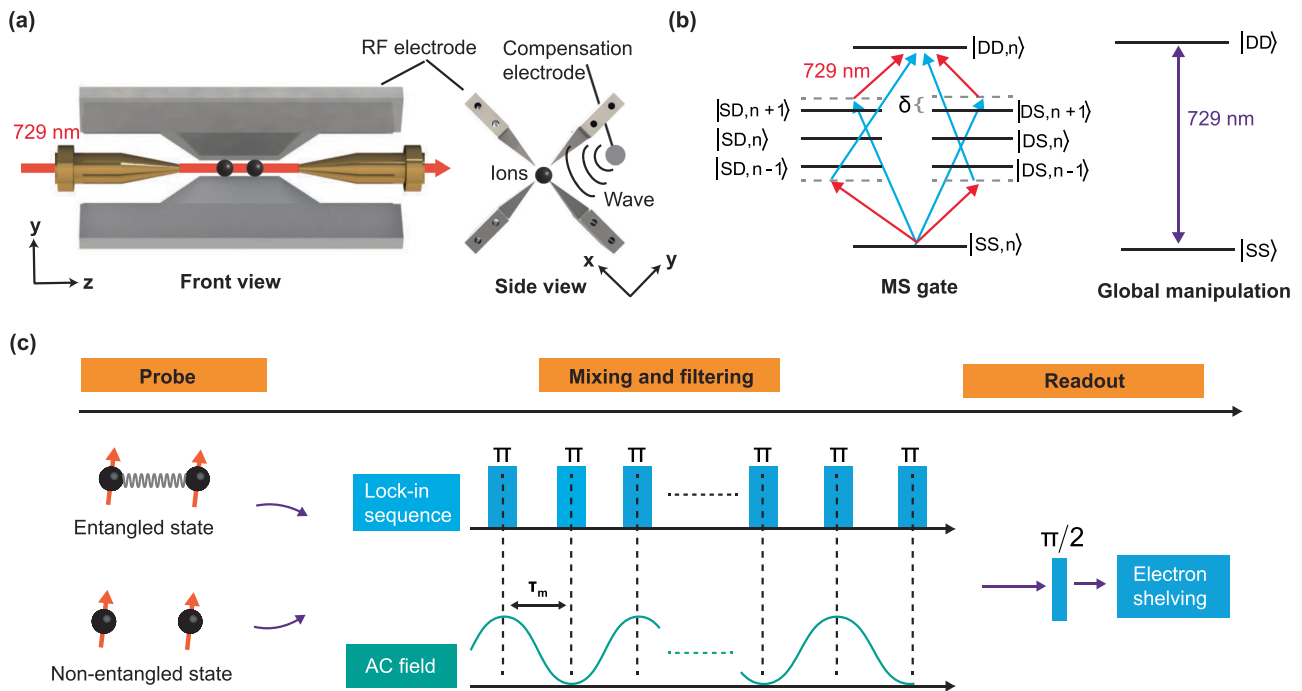 (a)
RF electrode
Compensation
electrode
729 nm
Ions
Wave
y
z
Front view
x
y
Side view
(b)
|DD,n⟩
729 nm
δ
|SD,n + 1⟩
|SD,n⟩
|SD,n -1⟩
|DS,n + 1⟩
|DS,n⟩
|DS,n -1⟩
|SS,n⟩
MS gate
|DD⟩
729 nm
|SS⟩
Global manipulation
(c)
Probe
Mixing and filtering
Readout
Entangled state
Non-entangled state
Lock-in
sequence
π π π π π π
τm
AC field
π/2
Electron
shelving